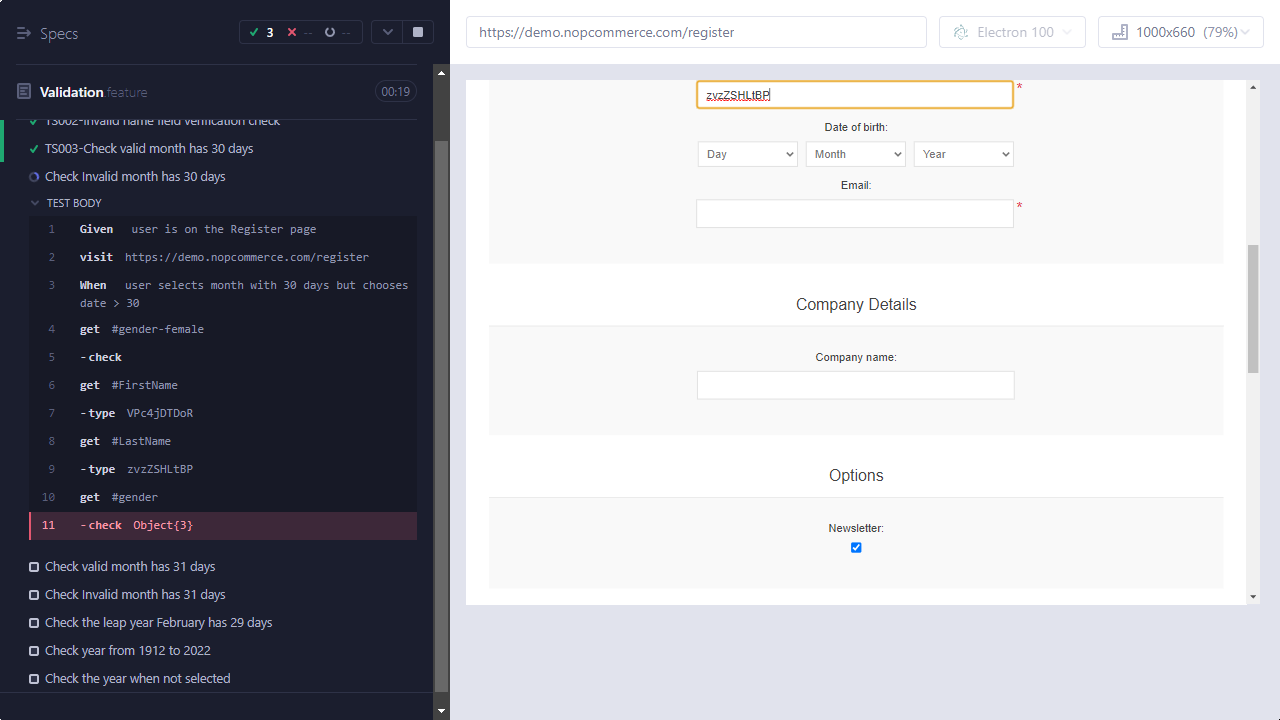 Specs
3
--
--
Validation.feature
00:19
TS002-Invalid name field verification check
TS003-Check valid month has 30 days
Check Invalid month has 30 days
TEST BODY
1 Given user is on the Register page
2 visit https://demo.nopcommerce.com/register
3 When user selects month with 30 days but chooses
date > 30
4 get #gender-female
5 -check
6 get #FirstName
7 -type VPc4jDTDoR
8 get #LastName
9 -type zvzZSHLtBP
10 get #gender
11 -check Object{3}
Check valid month has 31 days
Check Invalid month has 31 days
Check the leap year February has 29 days
Check year from 1912 to 2022
Check the year when not selected
https://demo.nopcommerce.com/register
Electron 100
1000x660 (79%)
zvzZSHLtBP
*
Date of birth:
Day Month Year
Email:
*
Company Details
Company name:
Options
Newsletter: